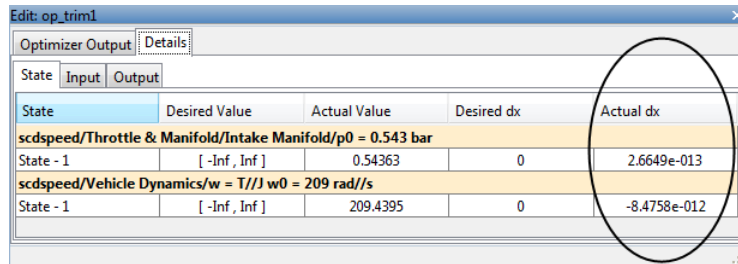 Edit: op_trim1
Optimizer Output Details
State Input Output
State Desired Value Actual Value Desired dx Actual dx
scdspeed/Throttle & Manifold/Intake Manifold/p0 = 0.543 bar
State - 1 [ -Inf , Inf ] 0.54363 0 2.6649e-013
scdspeed/Vehicle Dynamics/w = T//J w0 = 209 rad//s
State - 1 [ -Inf , Inf ] 209.4395 0 -8.4758e-012